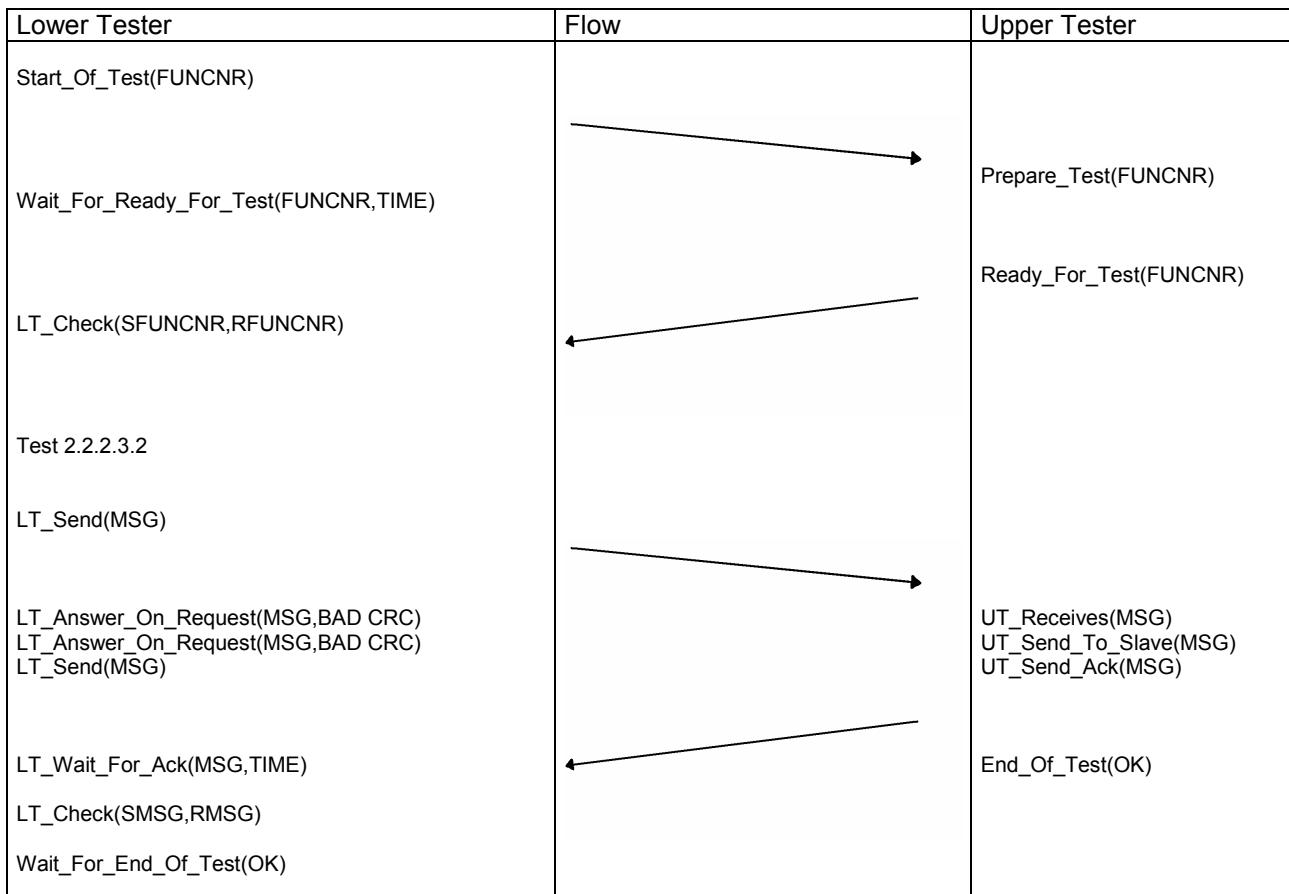 Lower Tester
Flow
Upper Tester
Start_Of_Test(FUNCNR)
Prepare_Test(FUNCNR)
Wait_For_Ready_For_Test(FUNCNR,TIME)
Ready_For_Test(FUNCNR)
LT_Check(SFUNCNR,RFUNCNR)
Test 2.2.2.3.2
LT_Send(MSG)
LT_Answer_On_Request(MSG,BAD CRC)
UT_Receives(MSG)
LT_Answer_On_Request(MSG,BAD CRC)
UT_Send_To_Slave(MSG)
LT_Send(MSG)
UT_Send_Ack(MSG)
LT_Wait_For_Ack(MSG,TIME)
End_Of_Test(OK)
LT_Check(SMSG,RMSG)
Wait_For_End_Of_Test(OK)